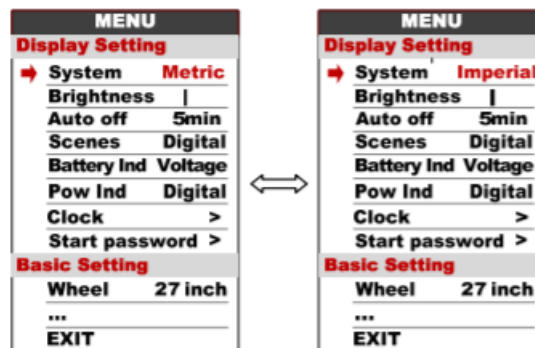 MENU
Display Setting
System Metric
Brightness |
Auto off 5min
Scenes Digital
Battery Ind Voltage
Pow Ind Digital
Clock >
Start password >
Basic Setting
Wheel 27 inch
...
EXIT
MENU
Display Setting
System Imperial
Brightness |
Auto off 5min
Scenes Digital
Battery Ind Voltage
Pow Ind Digital
Clock >
Start password >
Basic Setting
Wheel 27 inch
...
EXIT